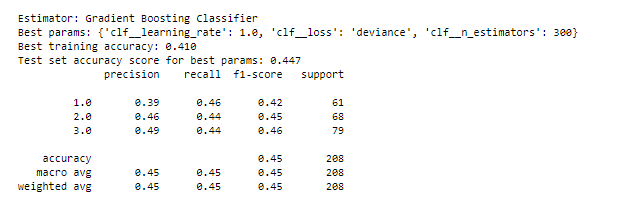 Estimator: Gradient Boosting Classifier
Best params: {'clf__learning_rate': 1.0, 'clf__loss': 'deviance', 'clf__n_estimators': 300}
Best training accuracy: 0.410
Test set accuracy score for best params: 0.447
precision recall f1-score support
1.0 0.39 0.46 0.42 61
2.0 0.46 0.44 0.45 68
3.0 0.49 0.44 0.46 79
accuracy 0.45 208
macro avg 0.45 0.45 0.45 208
weighted avg 0.45 0.45 0.45 208